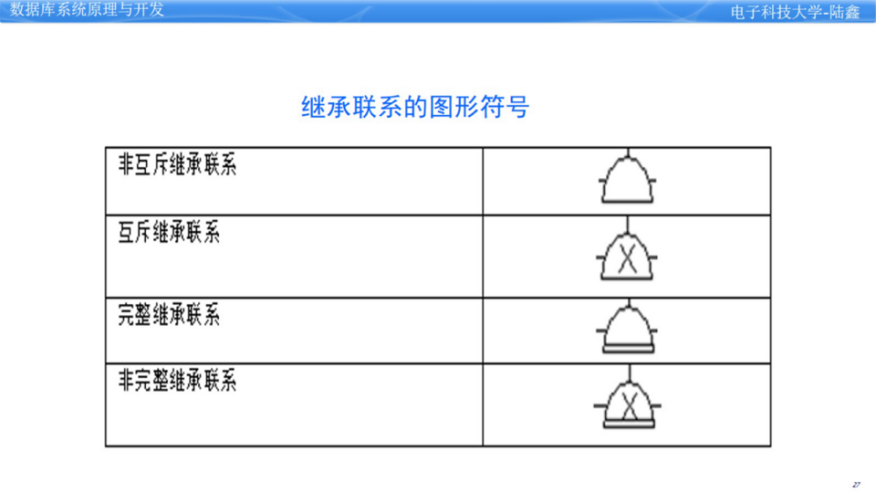 数据库系统原理与开发
电子科技大学-陆鑫
继承联系的图形符号
非互斥继承联系
互斥继承联系
X
完整继承联系
非完整继承联系
X
27